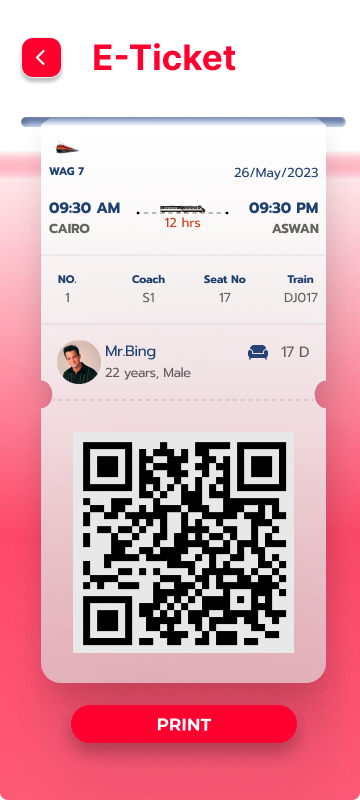 E-Ticket
WAG 7
26/May/2023
09:30 AM
09:30 PM
12 hrs
CAIRO
ASWAN
NO.
Coach
Seat No
Train
1
S1
17
DJ017
Mr.Bing
17 D
22 years, Male
PRINT